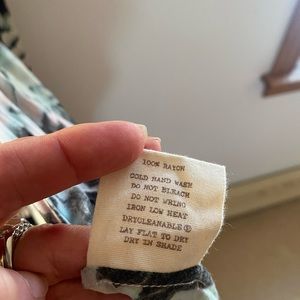 100% RAYON
COLD HAND WASH
DO NOT BLEACH
DO NOT WRING
IRON LOW HEAT
DRYCLEANABLE®
LAY FLAT TO DRY
DRY IN SHADE